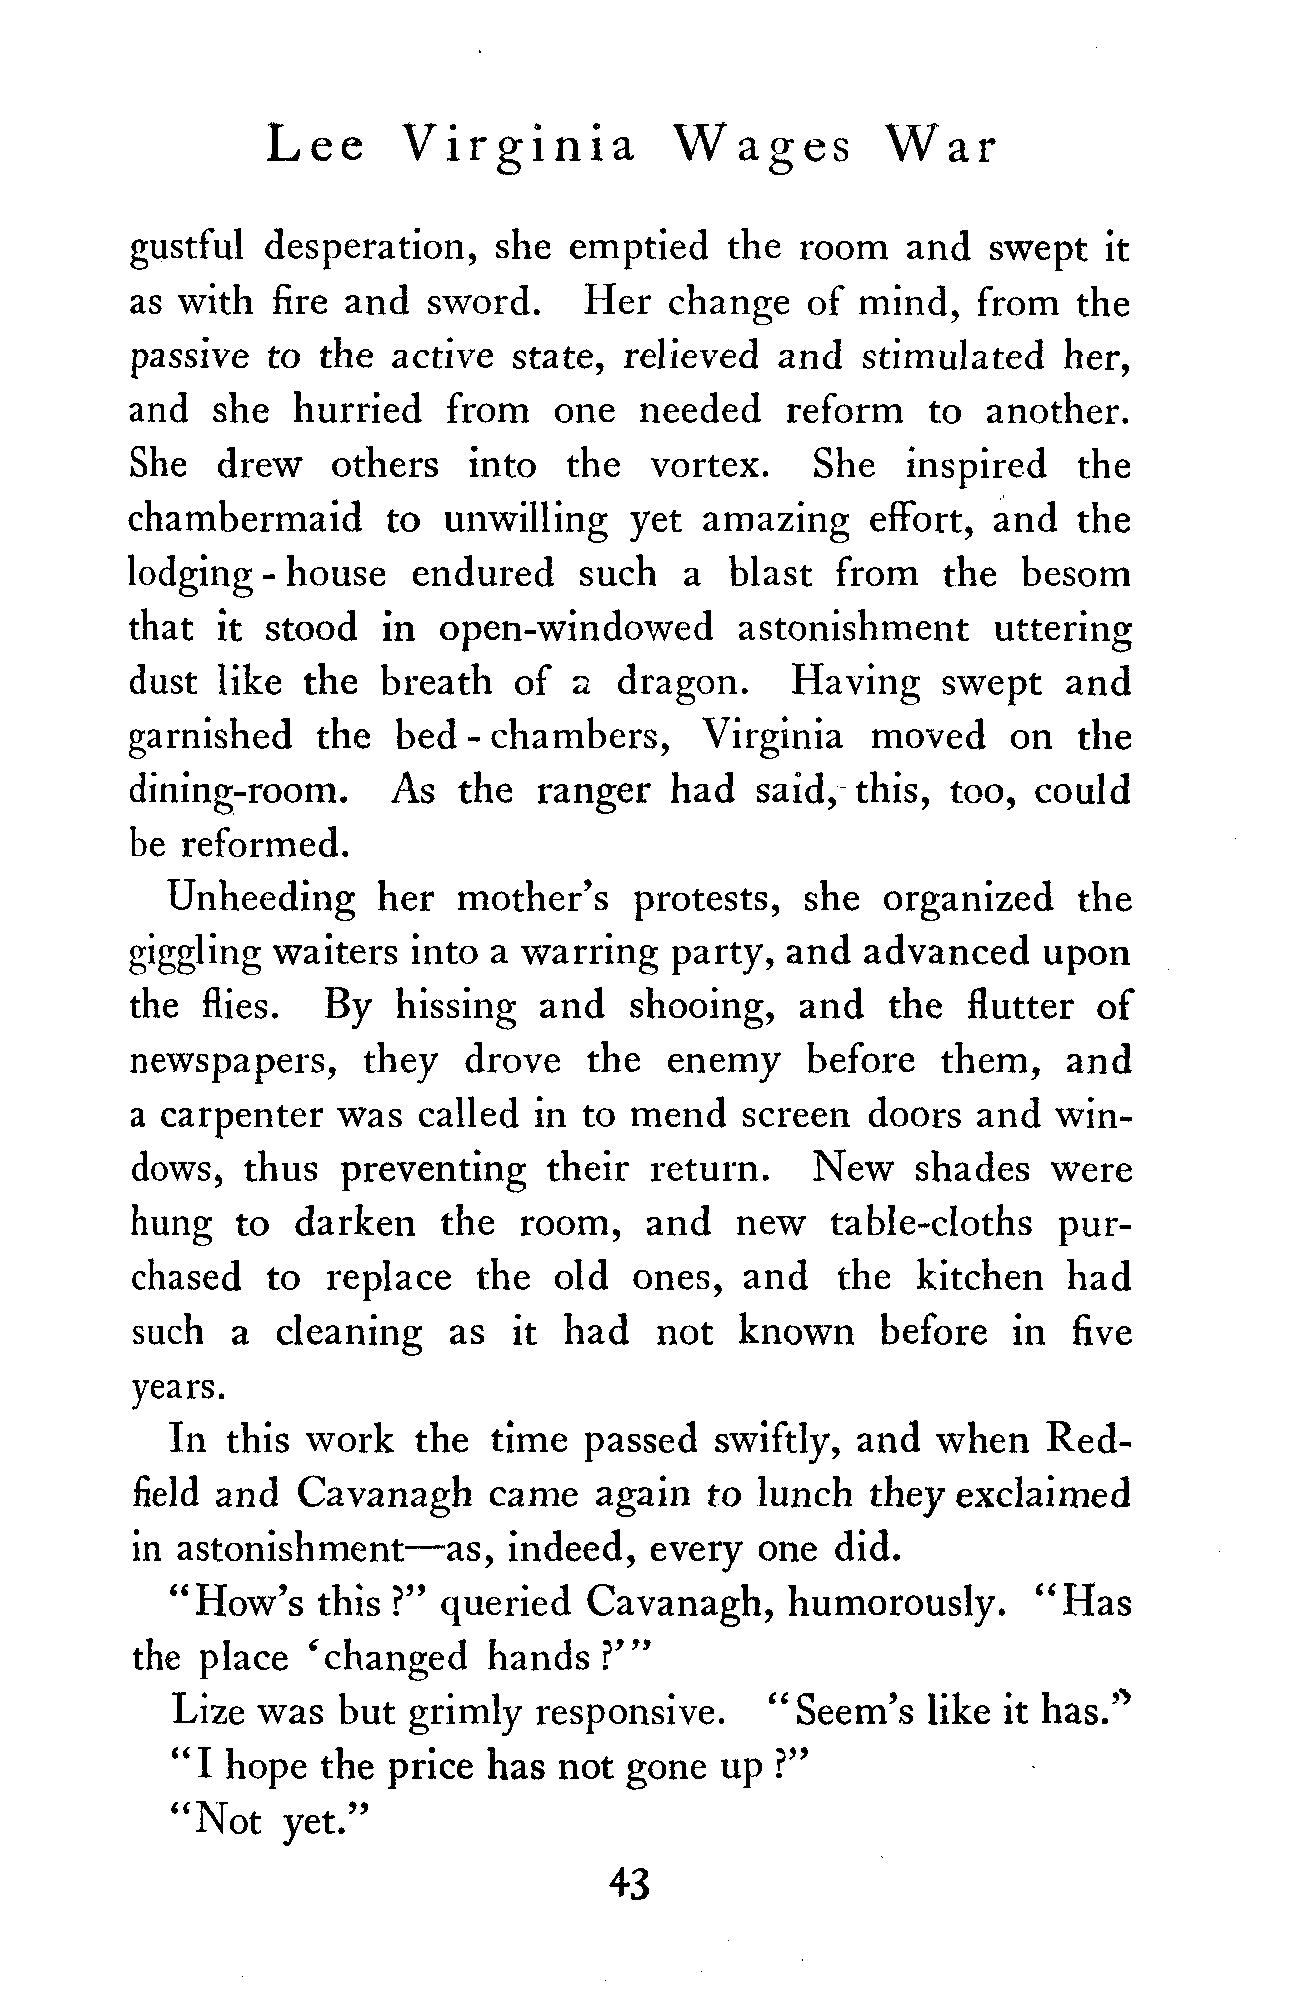 Lee Virginia Wages War
gustful desperation, she emptied the room and swept it
as with fire and sword. Her change of mind, from the
passive to the active state, relieved and stimulated her,
and she hurried from one needed reform to another.
She drew others into the vortex. She inspired the
chambermaid to unwilling yet amazing effort, and the
lodging-house endured such a blast from the besom
that it stood in open-windowed astonishment uttering
dust like the breath of a dragon. Having swept and
garnished the bed-chambers, Virginia moved on the
dining-room. As the ranger had said, this, too, could
be reformed.
Unheeding her mother's protests, she organized the
giggling waiters into a warring party, and advanced upon
the flies. By hissing and shooing, and the flutter of
newspapers, they drove the enemy before them, and
a carpenter was called in to mend screen doors and win-
dows, thus preventing their return. New shades were
hung to darken the room, and new table-cloths pur-
chased to replace the old ones, and the kitchen had
such a cleaning as it had not known before in five
years.
In this work the time passed swiftly, and when Red-
field and Cavanagh came again to lunch they exclaimed
in astonishment—as, indeed, every one did.
"How's this?" queried Cavanagh, humorously. "Has
the place 'changed hands?'"
Lize was but grimly responsive. "Seem's like it has."
"I hope the price has not gone up?"
"Not yet."
43